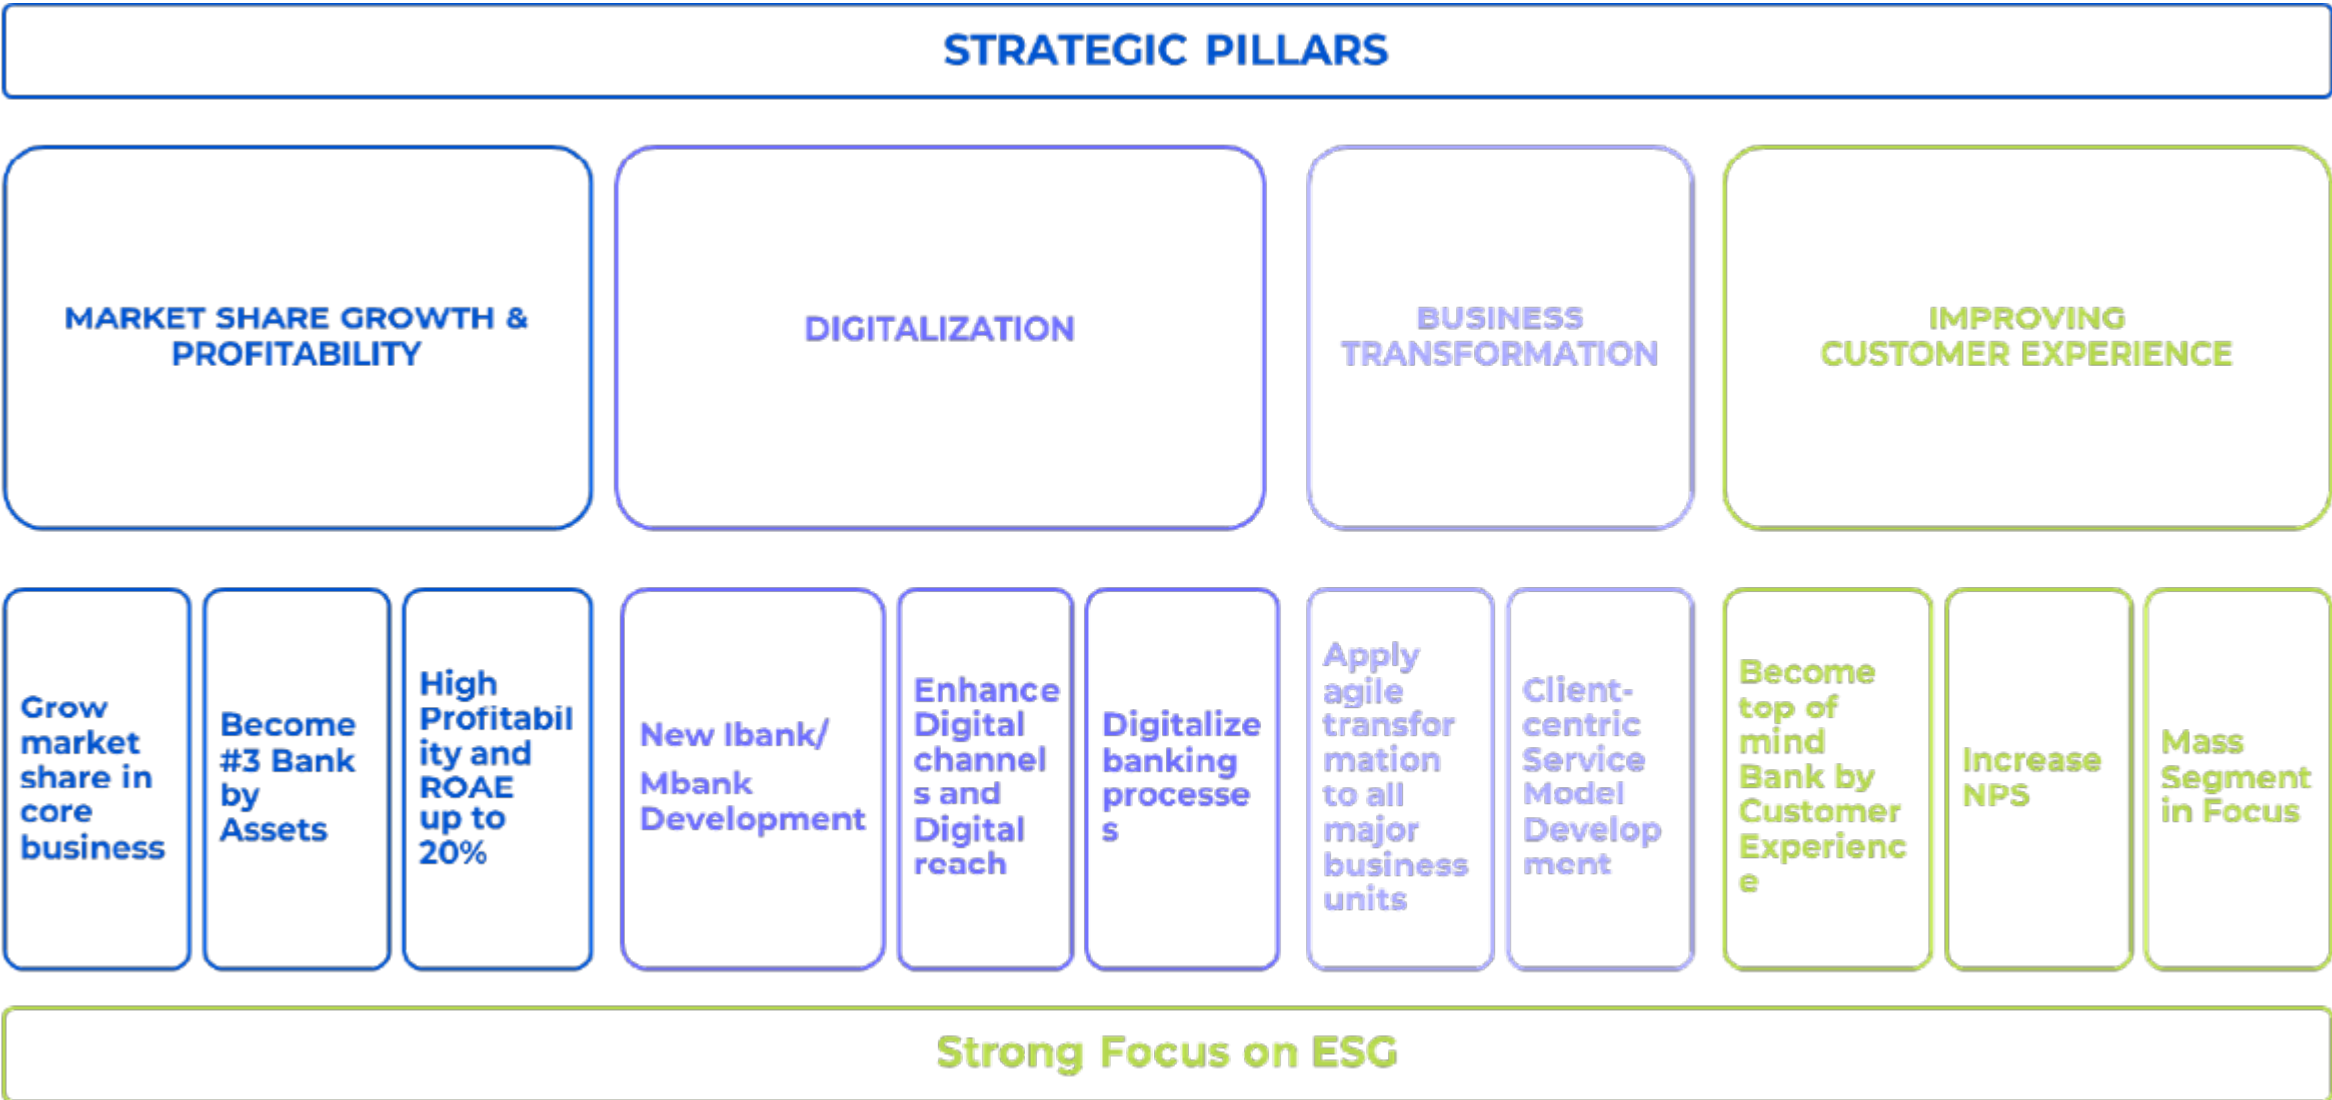 STRATEGIC PILLARS
MARKET SHARE GROWTH &
PROFITABILITY
DIGITALIZATION
BUSINESS
TRANSFORMATION
IMPROVING
CUSTOMER EXPERIENCE
Grow
market
share in
core
business
Become
#3 Bank
by
Assets
High
Profitabil
ity and
ROAE
up to
20%
New Ibank/
Mbank
Development
Enhance
Digital
channel
s and
Digital
reach
Digitalize
banking
processe
s
Apply
agile
transfor
mation
to all
major
business
units
Client-
centric
Service
Model
Develop
ment
Become
top of
mind
Bank by
Customer
Experienc
e
Increase
NPS
Mass
Segment
in Focus
Strong Focus on ESG